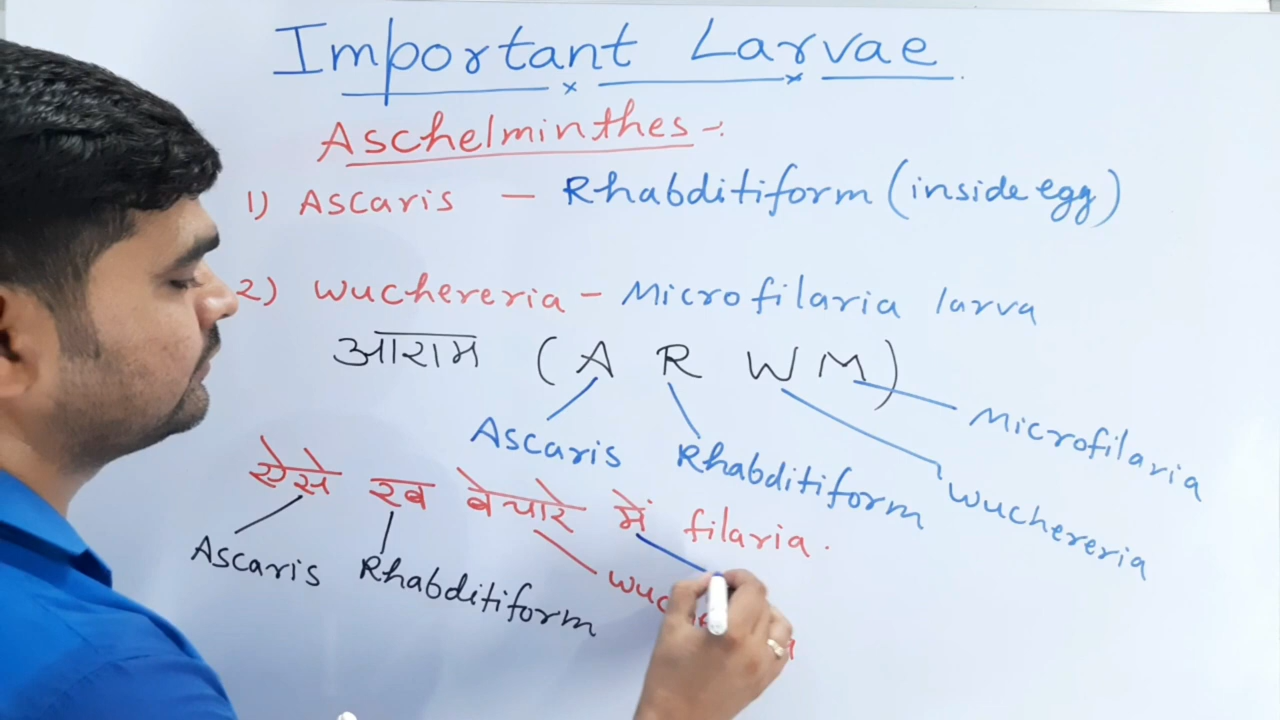 Important Larvae
Aschelminthes -:
1) Ascaris — Rhabditiform (inside egg)
2) Wuchereria - Microfilaria larva
आराम (A R W M)
Ascaris Rhabditiform Wuchereria Microfilaria
ऐसे रब बेचारे में filaria.
Ascaris Rhabditiform